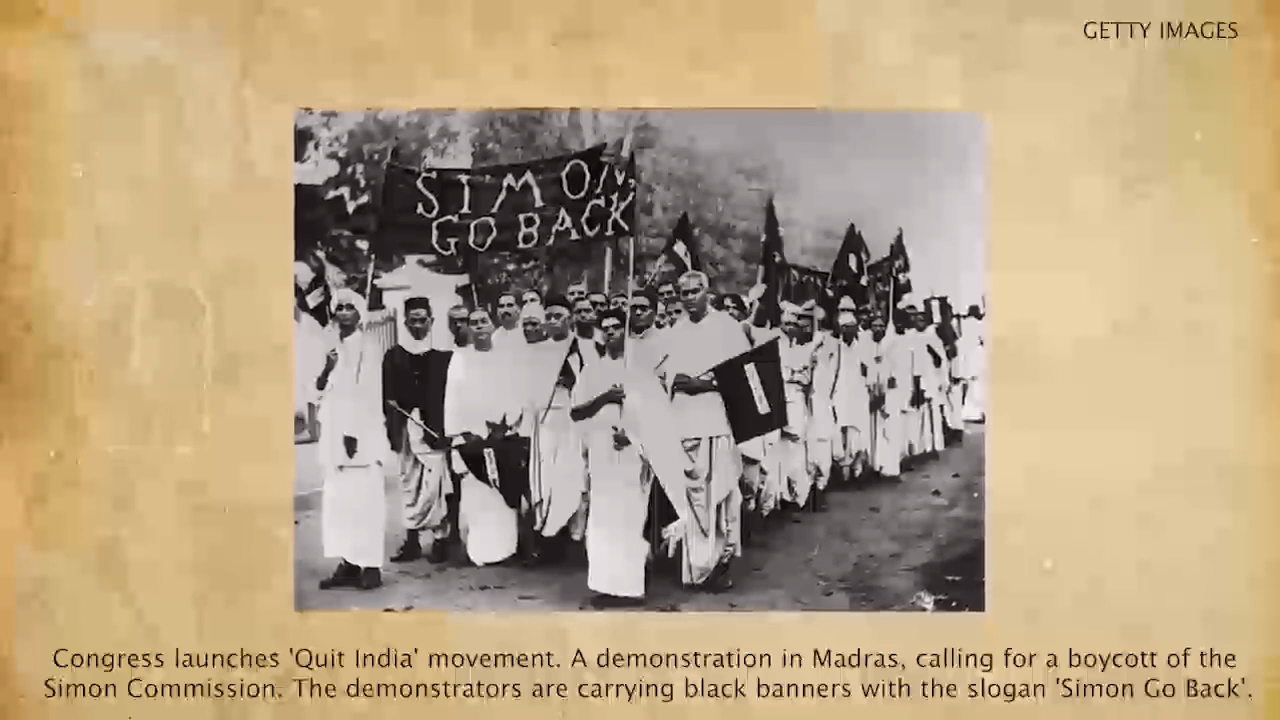 GETTY IMAGES
SIMON,
GO BACK
Congress launches 'Quit India' movement. A demonstration in Madras, calling for a boycott of the
Simon Commission. The demonstrators are carrying black banners with the slogan 'Simon Go Back'.